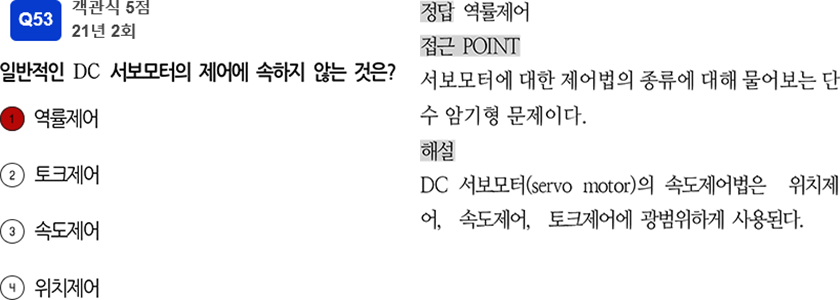 Q53
객관식 5점
21년 2회
일반적인 DC 서보모터의 제어에 속하지 않는 것은?
1 역률제어
2 토크제어
3 속도제어
4 위치제어
정답 역률제어
접근 POINT
서보모터에 대한 제어법의 종류에 대해 물어보는 단
수 암기형 문제이다.
해설
DC 서보모터(servo motor)의 속도제어법은 위치제
어, 속도제어, 토크제어에 광범위하게 사용된다.